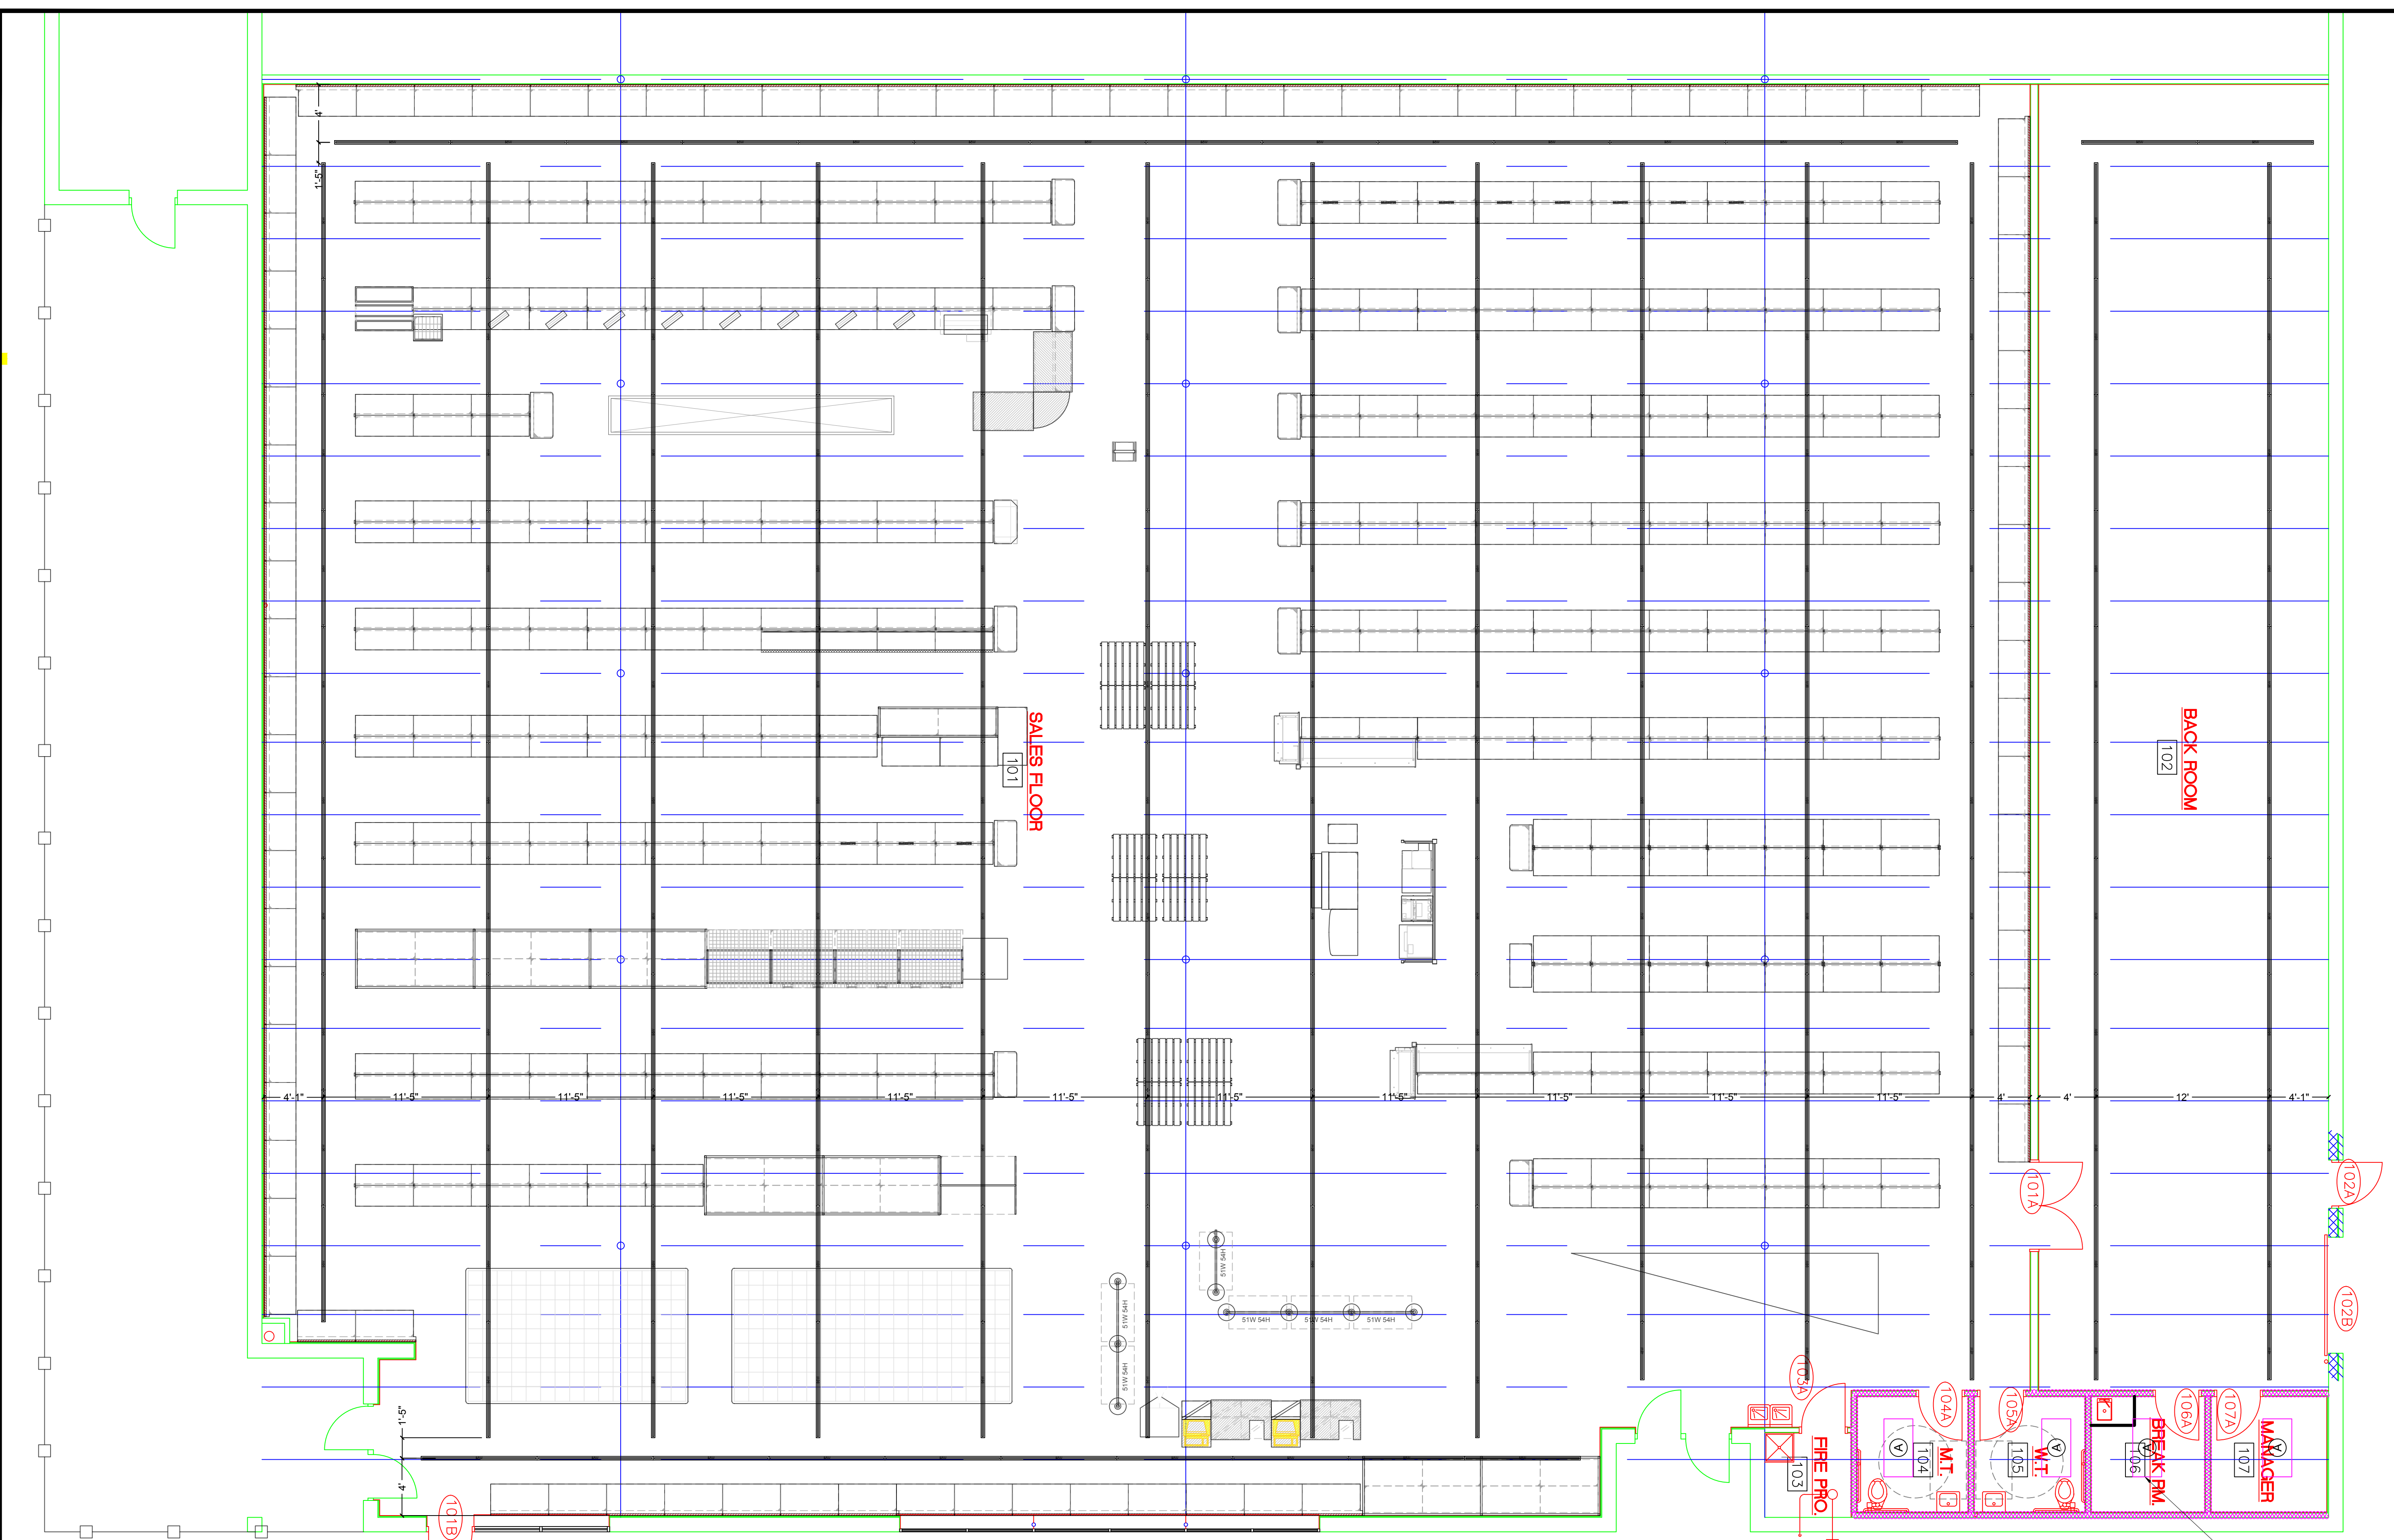 4'
1'-5"
SALES FLOOR
101
BACK ROOM
102
4'-1"
11'-5"
11'-5"
11'-5"
11'-5"
11'-5"
11'-5"
11'-5"
11'-5"
11'-5"
11'-5"
4'
4'
12'
4'-1"
101A
102A
102B
51W 54H
51W 54H
51W 54H
51W 54H
51W 54H
51W 54H
103A
104A
105A
106A
107A
1'-5"
4'
101B
FIRE PRO.
103
M.T.
104
A
W.T.
105
A
BREAK RM.
106
A
MANAGER
107
A